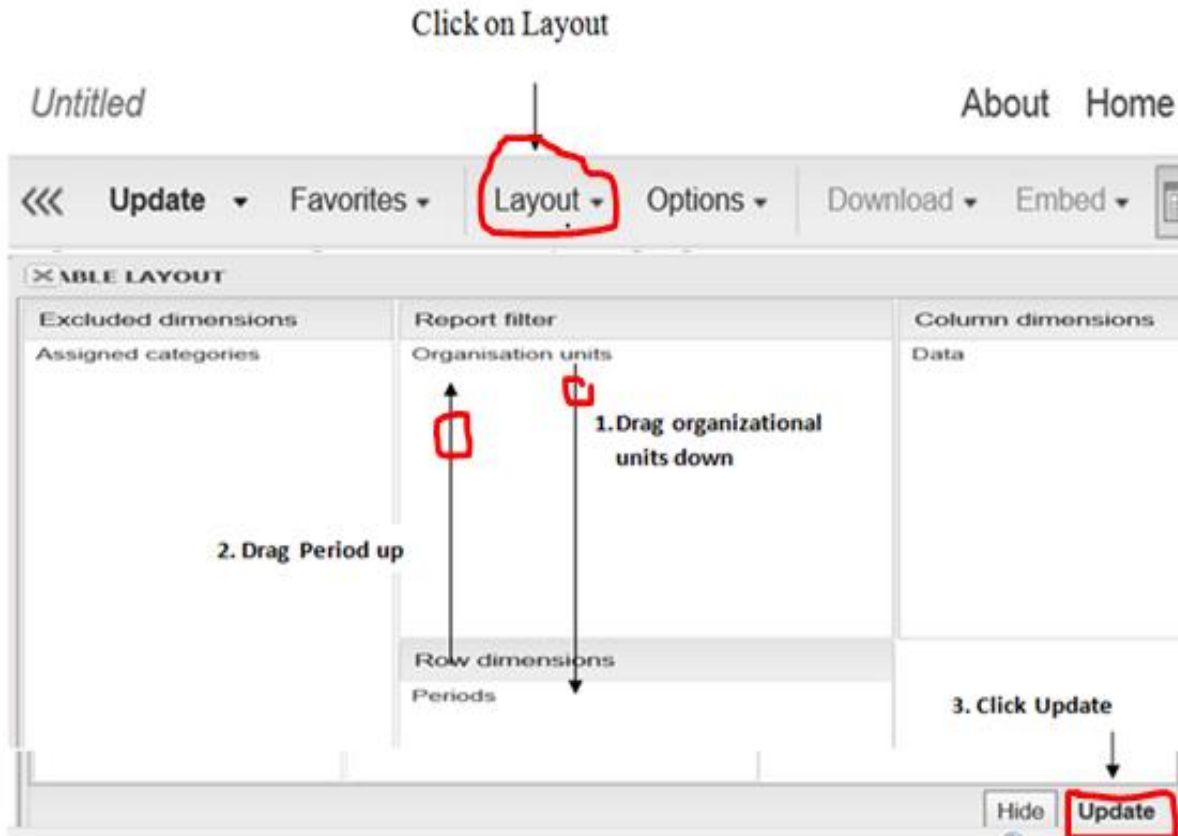 Click on Layout
Untitled About Home
Update Favorites Layout Options Download Embed
ABLE LAYOUT
Excluded dimensions Report filter Column dimensions
Assigned categories Organisation units Data
1. Drag organizational
units down
2. Drag Period up
Row dimensions
Periods
3. Click Update
Hide Update